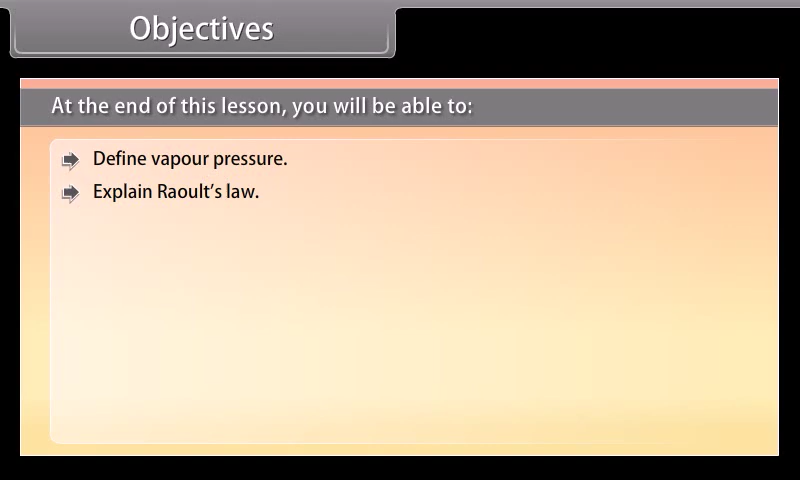 Objectives
At the end of this lesson, you will be able to:
Define vapour pressure.
Explain Raoult's law.